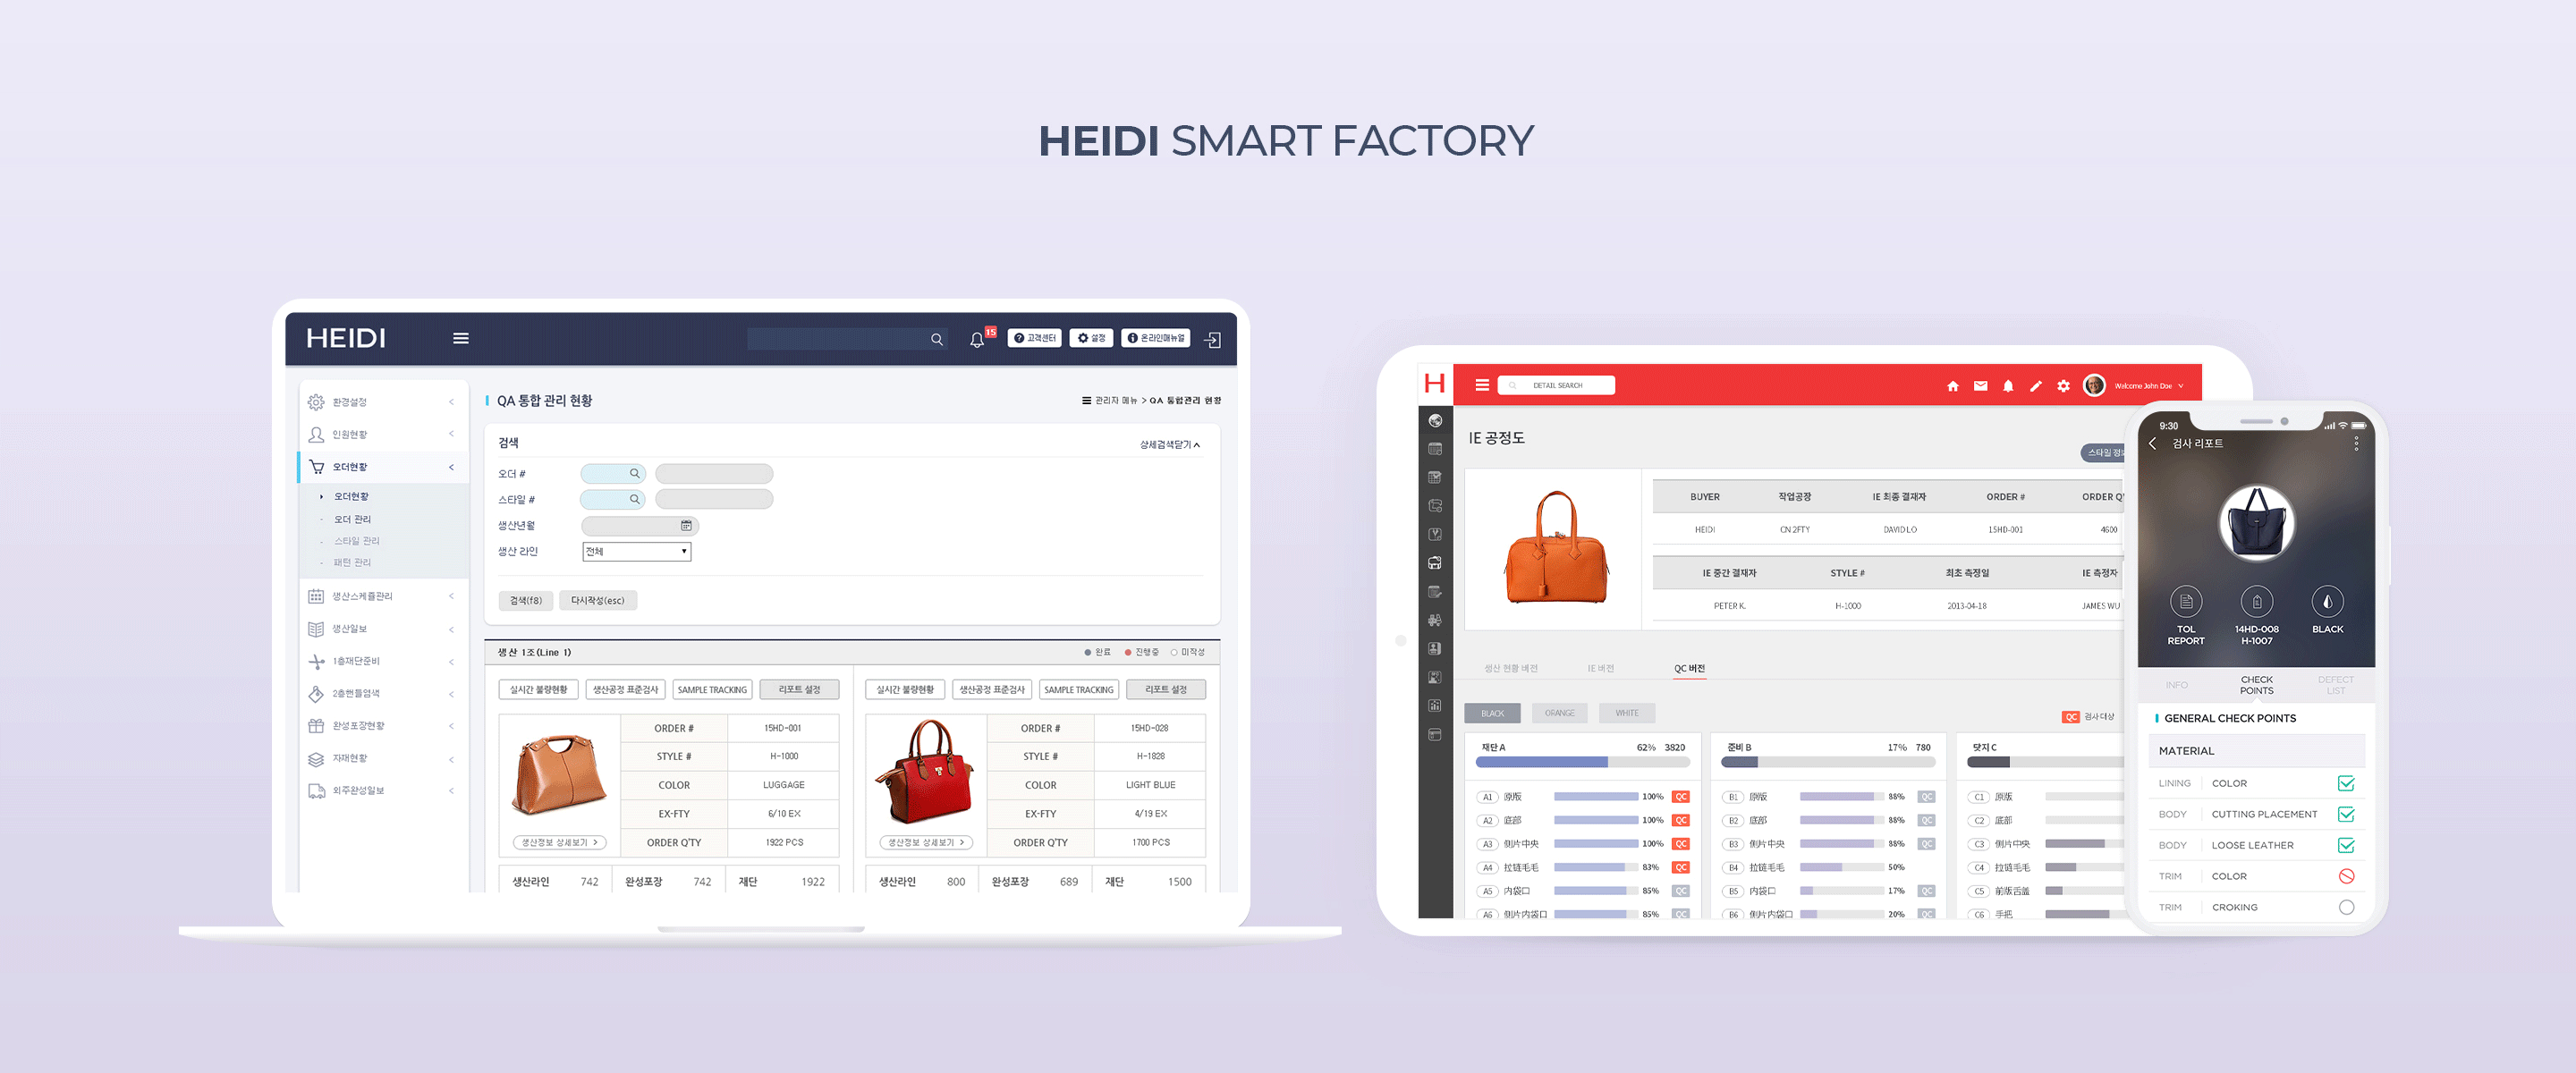 HEIDI SMART FACTORY
HEIDI
15
고객센터
설정
온라인매뉴얼
환경설정
인원현황
오더현황
오더현황
오더 관리
스타일 관리
패턴 관리
생산스케쥴관리
생산일보
1층재단준비
2층핸들염색
완성포장현황
자재현황
외주완성일보
QA 통합 관리 현황
관리자 메뉴 > QA 통합관리 현황
검색
상세검색닫기
오더 #
스타일 #
생산년월
생산 라인
전체
검색(f8)
다시작성(esc)
생산 1조(Line 1)
완료
진행중
미작성
실시간 불량현황
생산공정 표준검사
SAMPLE TRACKING
리포트 설정
ORDER # 15HD-001
STYLE # H-1000
COLOR LUGGAGE
EX-FTY 6/10 EX
ORDER Q'TY 1922 PCS
생산정보 상세보기 >
생산라인 742 완성포장 742 재단 1922
실시간 불량현황
생산공정 표준검사
SAMPLE TRACKING
리포트 설정
ORDER # 15HD-028
STYLE # H-1828
COLOR LIGHT BLUE
EX-FTY 4/19 EX
ORDER Q'TY 1700 PCS
생산정보 상세보기 >
생산라인 800 완성포장 689 재단 1500
H
DETAIL SEARCH
Welcome John Doe
IE 공정도
스타일 정보
BUYER 작업공장 IE 최종 결재자 ORDER # ORDER Q'
HEIDI CN 2FTY DAVID LO 15HD-001 4600
IE 중간 결재자 STYLE # 최초 측정일 IE 측정자
PETER K. H-1000 2013-04-18 JAMES WU
생산 현황 버전
IE 버전
QC 버전
BLACK
ORANGE
WHITE
QC 검사 대상
재단 A 62% 3820
A1 原版 100% QC
A2 底部 100% QC
A3 侧片中央 100% QC
A4 拉链毛毛 83% QC
A5 内袋口 85% QC
A6 侧片内袋口 85% QC
준비 B 17% 780
B1 原版 88% QC
B2 底部 88% QC
B3 侧片中央 88% QC
B4 拉链毛毛 50%
B5 内袋口 17% QC
B6 侧片内袋口 20% QC
닷지 C
C1 原版
C2 底部
C3 侧片中央
C4 拉链毛毛
C5 前版舌盖
C6 手把
9:30
검사 리포트
TOL
REPORT
14HD-008
H-1007
BLACK
INFO
CHECK
POINTS
DEFECT
LIST
GENERAL CHECK POINTS
MATERIAL
LINING COLOR
BODY CUTTING PLACEMENT
BODY LOOSE LEATHER
TRIM COLOR
TRIM CROKING